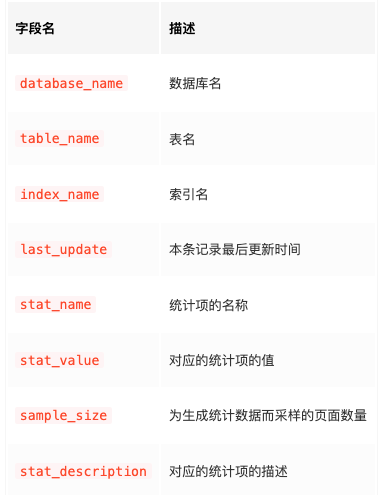 字段名 描述
database_name 数据库名
table_name 表名
index_name 索引名
last_update 本条记录最后更新时间
stat_name 统计项的名称
stat_value 对应的统计项的值
sample_size 为生成统计数据而采样的页面数量
stat_description 对应的统计项的描述